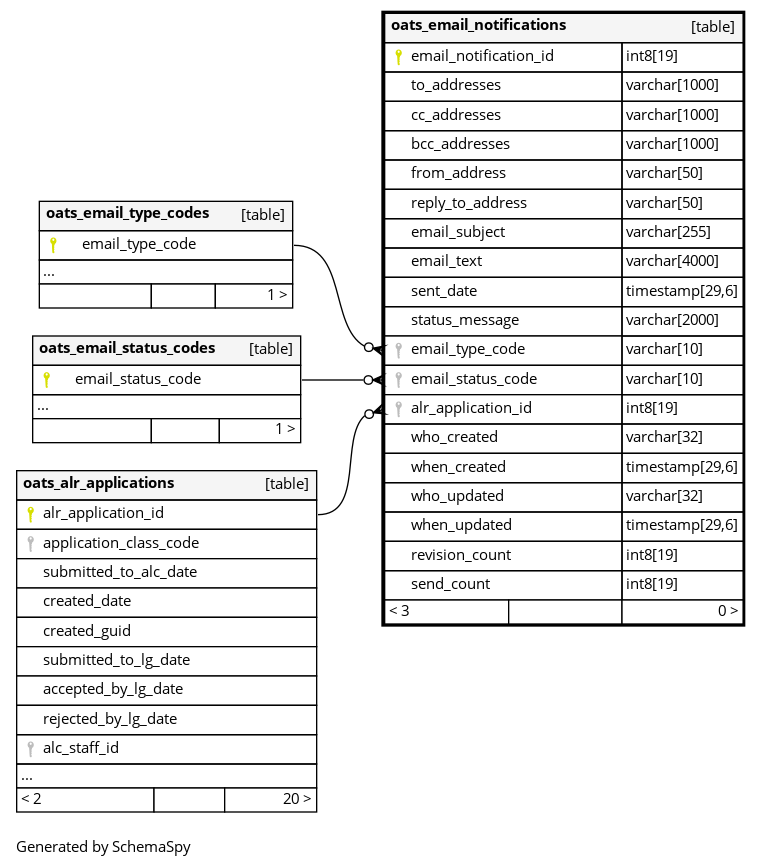 oats_email_notifications [table]
email_notification_id int8[19]
to_addresses varchar[1000]
cc_addresses varchar[1000]
bcc_addresses varchar[1000]
from_address varchar[50]
reply_to_address varchar[50]
email_subject varchar[255]
email_text varchar[4000]
sent_date timestamp[29,6]
status_message varchar[2000]
email_type_code varchar[10]
email_status_code varchar[10]
alr_application_id int8[19]
who_created varchar[32]
when_created timestamp[29,6]
who_updated varchar[32]
when_updated timestamp[29,6]
revision_count int8[19]
send_count int8[19]
< 3 0 >
oats_email_type_codes [table]
email_type_code
...
1 >
oats_email_status_codes [table]
email_status_code
...
1 >
oats_alr_applications [table]
alr_application_id
application_class_code
submitted_to_alc_date
created_date
created_guid
submitted_to_lg_date
accepted_by_lg_date
rejected_by_lg_date
alc_staff_id
...
< 2 20 >
Generated by SchemaSpy